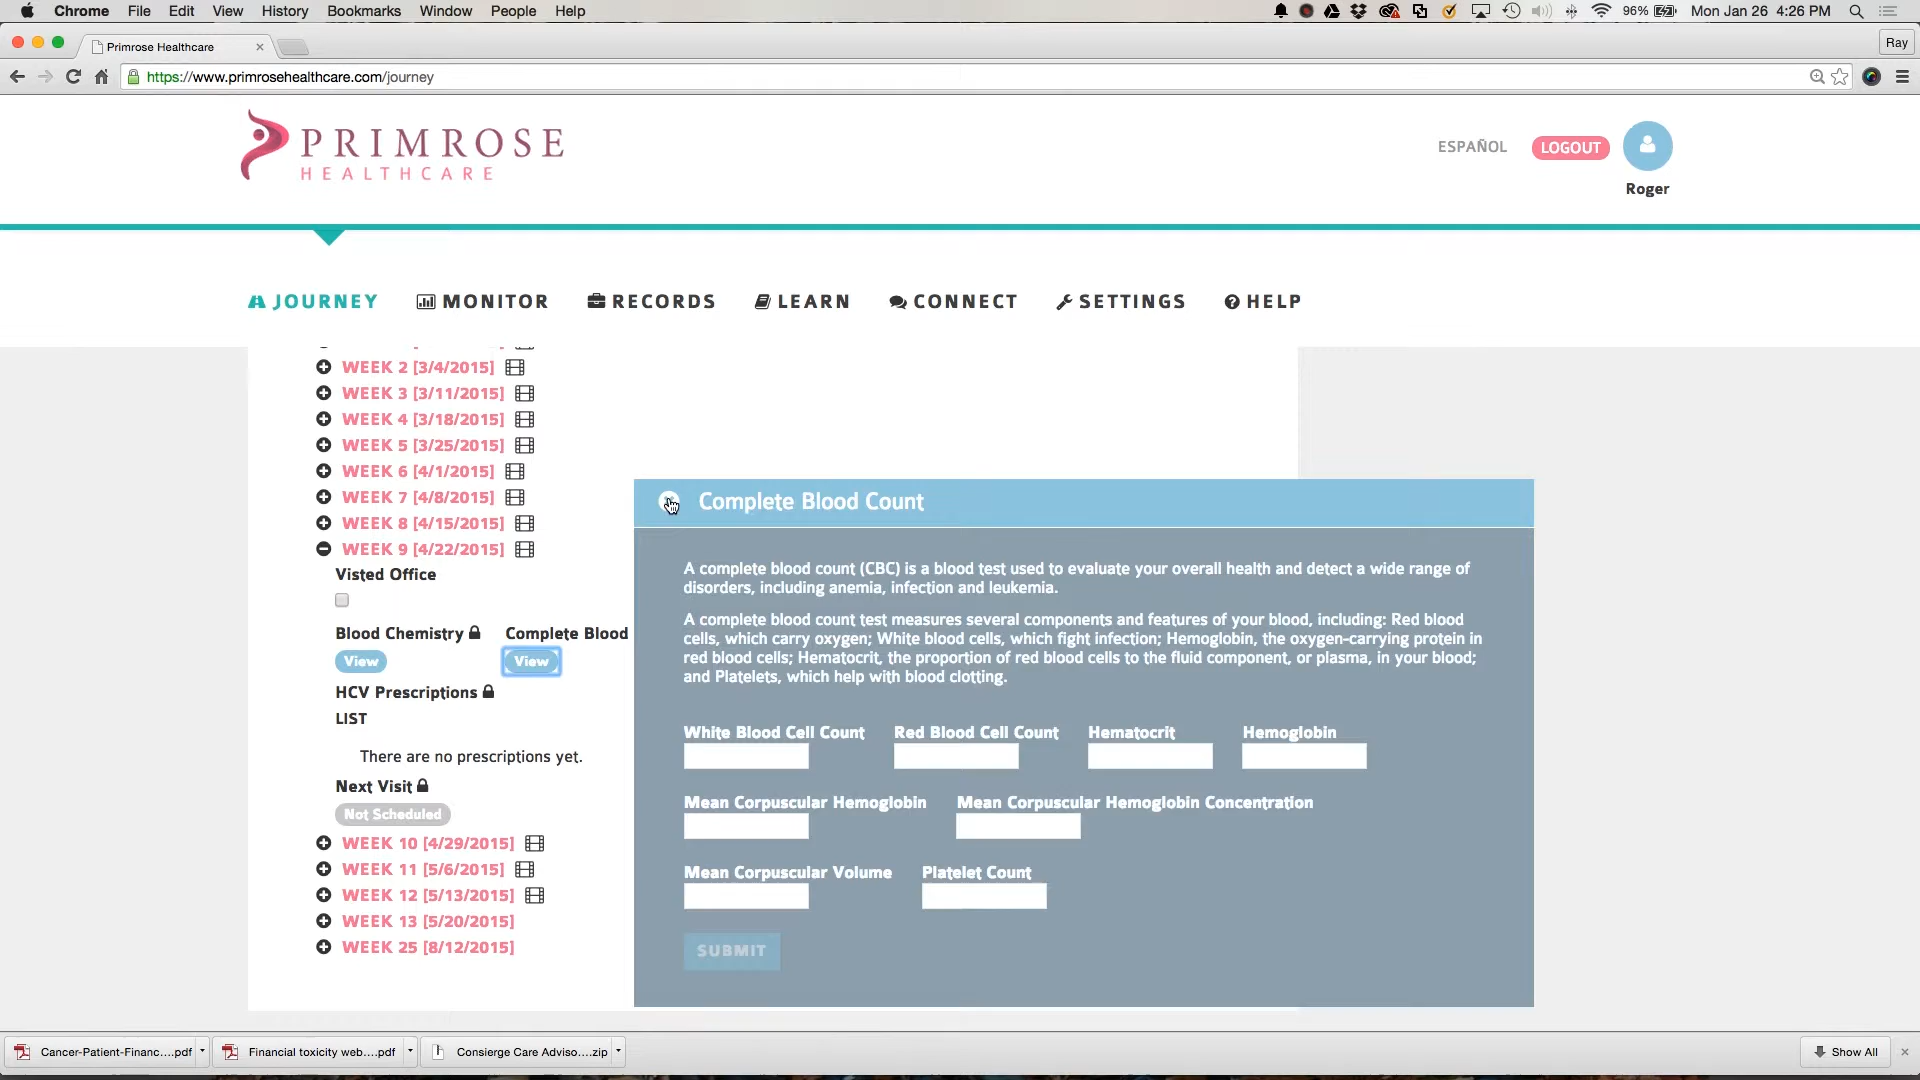 Chrome File Edit View History Bookmarks Window People Help 96% Mon Jan 26 4:26 PM
Primrose Healthcare
Ray
https://www.primrosehealthcare.com/journey
PRIMROSE
HEALTHCARE
ESPAÑOL LOGOUT
Roger
JOURNEY MONITOR RECORDS LEARN CONNECT SETTINGS HELP
WEEK 2 [3/4/2015]
WEEK 3 [3/11/2015]
WEEK 4 [3/18/2015]
WEEK 5 [3/25/2015]
WEEK 6 [4/1/2015]
WEEK 7 [4/8/2015]
WEEK 8 [4/15/2015]
WEEK 9 [4/22/2015]
Visted Office
Blood Chemistry Complete Blood
View View
HCV Prescriptions
LIST
There are no prescriptions yet.
Next Visit
Not Scheduled
WEEK 10 [4/29/2015]
WEEK 11 [5/6/2015]
WEEK 12 [5/13/2015]
WEEK 13 [5/20/2015]
WEEK 25 [8/12/2015]
Complete Blood Count
A complete blood count (CBC) is a blood test used to evaluate your overall health and detect a wide range of
disorders, including anemia, infection and leukemia.
A complete blood count test measures several components and features of your blood, including: Red blood
cells, which carry oxygen; White blood cells, which fight infection; Hemoglobin, the oxygen-carrying protein in
red blood cells; Hematocrit, the proportion of red blood cells to the fluid component, or plasma, in your blood;
and Platelets, which help with blood clotting.
White Blood Cell Count Red Blood Cell Count Hematocrit Hemoglobin
Mean Corpuscular Hemoglobin Mean Corpuscular Hemoglobin Concentration
Mean Corpuscular Volume Platelet Count
SUBMIT
Cancer-Patient-Financ....pdf Financial toxicity web....pdf Consierge Care Adviso....zip Show All